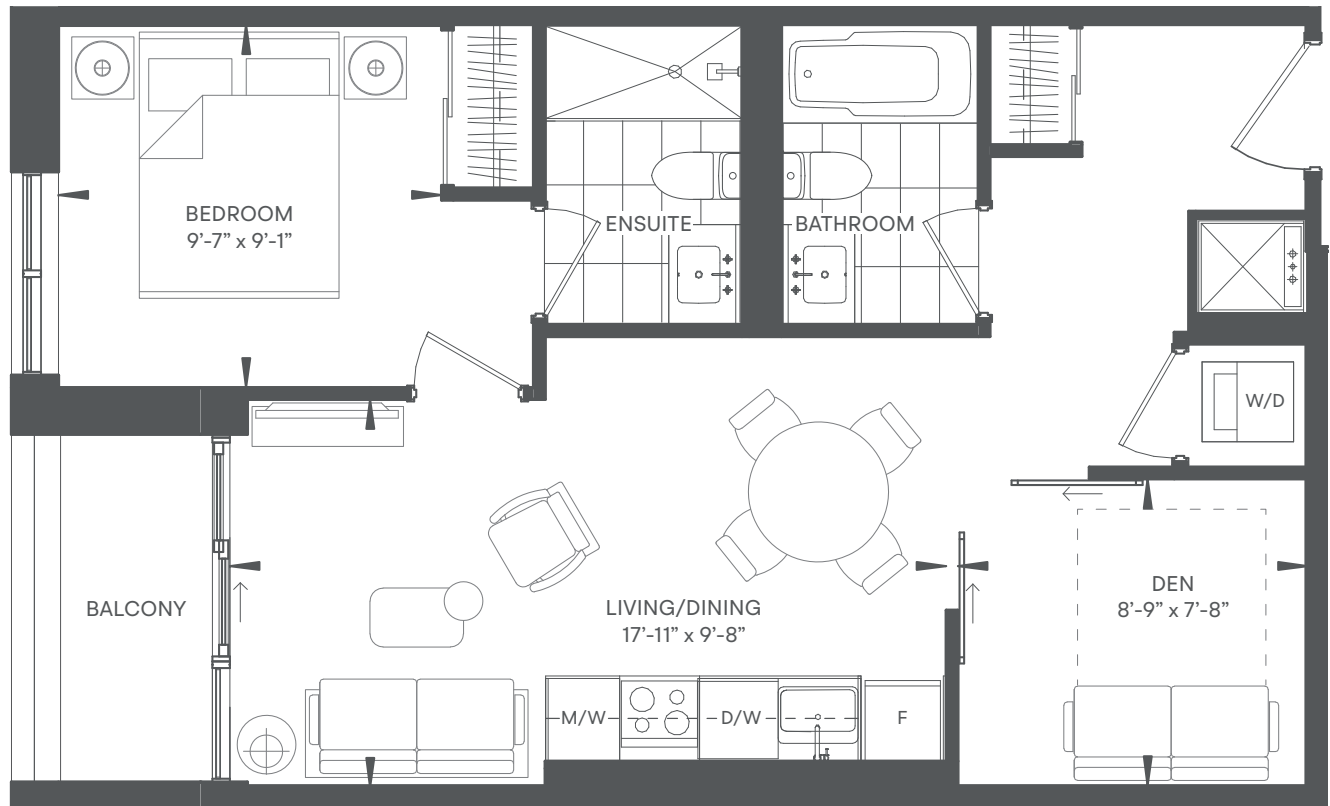 BEDROOM
9’-7” x 9’-1”
ENSUITE
BATHROOM
W/D
BALCONY
LIVING/DINING
17’-11” x 9’-8”
DEN
8’-9” x 7’-8”
M/W
D/W
F